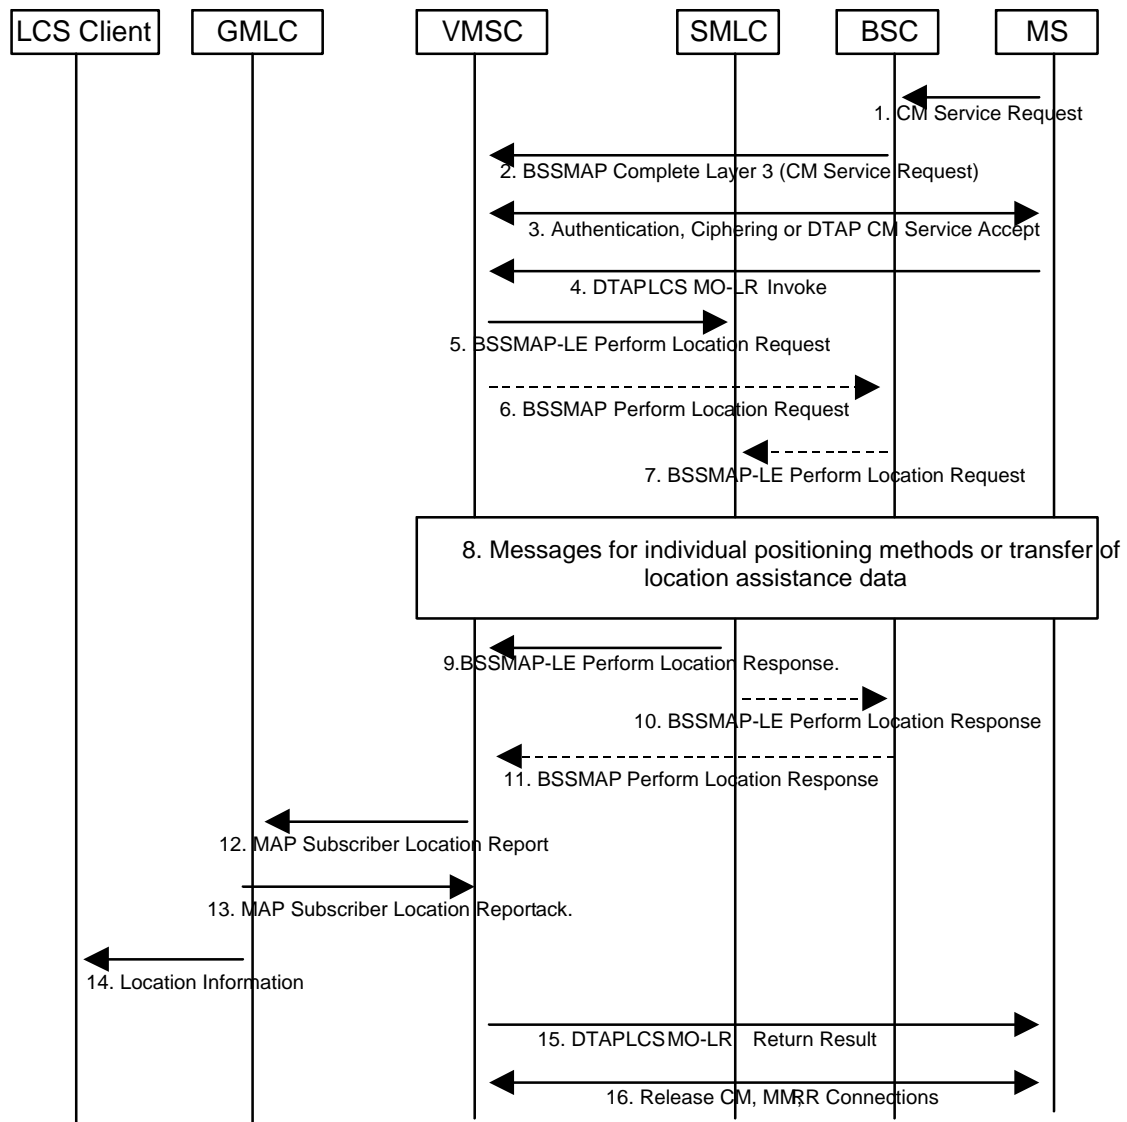 LCS Client GMLC VMSC SMLC BSC MS
1. CM Service Request
2. BSSMAP Complete Layer 3 (CM Service Request)
3. Authentication, Ciphering or DTAP CM Service Accept
4. DTAPLCS MO-LR Invoke
5. BSSMAP-LE Perform Location Request
6. BSSMAP Perform Location Request
7. BSSMAP-LE Perform Location Request
8. Messages for individual positioning methods or transfer of
location assistance data
9.BSSMAP-LE Perform Location Response.
10. BSSMAP-LE Perform Location Response
11. BSSMAP Perform Location Response
12. MAP Subscriber Location Report
13. MAP Subscriber Location Reportack.
14. Location Information
15. DTAPLCSMO-LR Return Result
16. Release CM, MM,RR Connections